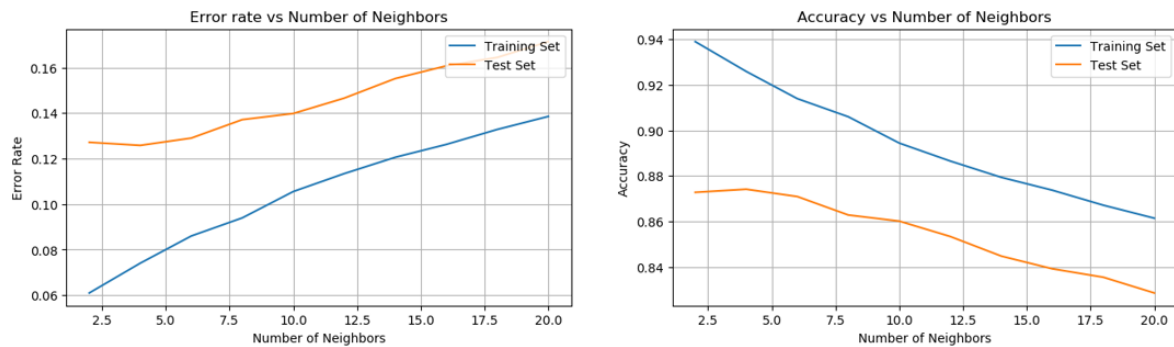 Error rate vs Number of Neighbors
Training Set
Test Set
0.16
0.14
0.12
0.10
0.08
0.06
Error Rate
2.5 5.0 7.5 10.0 12.5 15.0 17.5 20.0
Number of Neighbors
Accuracy vs Number of Neighbors
Training Set
Test Set
0.94
0.92
0.90
0.88
0.86
0.84
Accuracy
2.5 5.0 7.5 10.0 12.5 15.0 17.5 20.0
Number of Neighbors